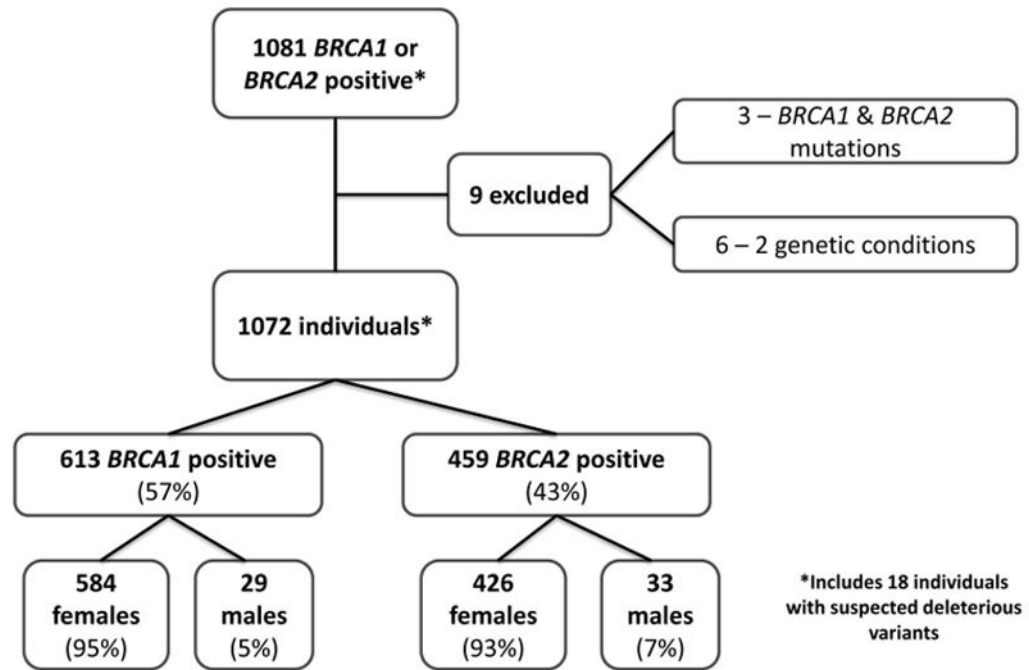 1081 BRCA1 or
BRCA2 positive*
3 – BRCA1 & BRCA2
mutations
9 excluded
6 – 2 genetic conditions
1072 individuals*
613 BRCA1 positive
(57%)
459 BRCA2 positive
(43%)
584
females
(95%)
29
males
(5%)
426
females
(93%)
33
males
(7%)
*Includes 18 individuals
with suspected deleterious
variants